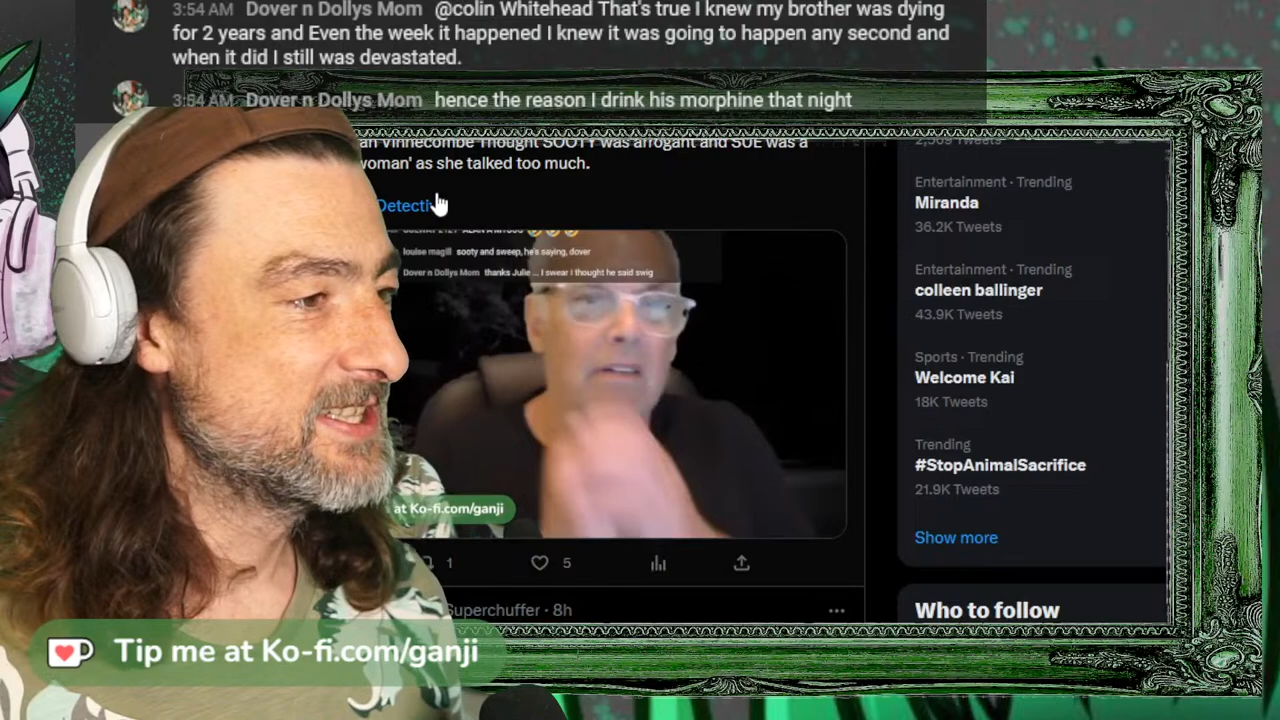 3:54 AM Dover n Dollys Mom @colin Whitehead That's true I knew my brother was dying
for 2 years and Even the week it happened I knew it was going to happen any second and
when it did I still was devastated.
3:54 AM Dover n Dollys Mom hence the reason I drink his morphine that night
an Vinnecombe Thought SOOTY was arrogant and SUE was a
woman' as she talked too much.
Detecti
louise magill sooty and sweep, he's saying, dover
Dover n Dollys Mom thanks Julie ... I swear I thought he said swig
at Ko-fi.com/ganji
1
5
Superchuffer · 8h
2,509 Tweets
Entertainment · Trending
Miranda
36.2K Tweets
Entertainment · Trending
colleen ballinger
43.9K Tweets
Sports · Trending
Welcome Kai
18K Tweets
Trending
#StopAnimalSacrifice
21.9K Tweets
Show more
Who to follow
Tip me at Ko-fi.com/ganji